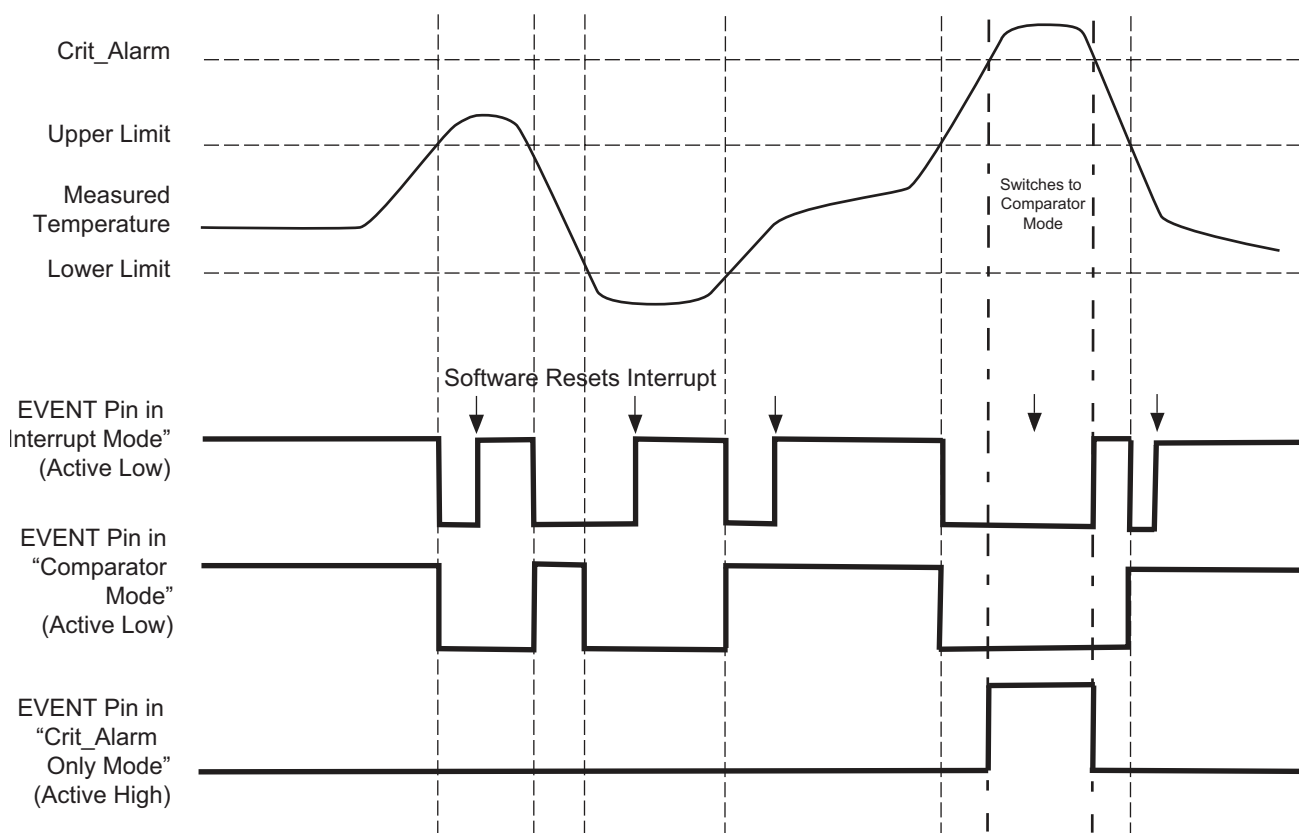 Crit_Alarm
Upper Limit
Measured
Temperature
Lower Limit
Switches to
Comparator
Mode
Software Resets Interrupt
EVENT Pin in
Interrupt Mode”
(Active Low)
EVENT Pin in
“Comparator
Mode”
(Active Low)
EVENT Pin in
“Crit_Alarm
Only Mode”
(Active High)